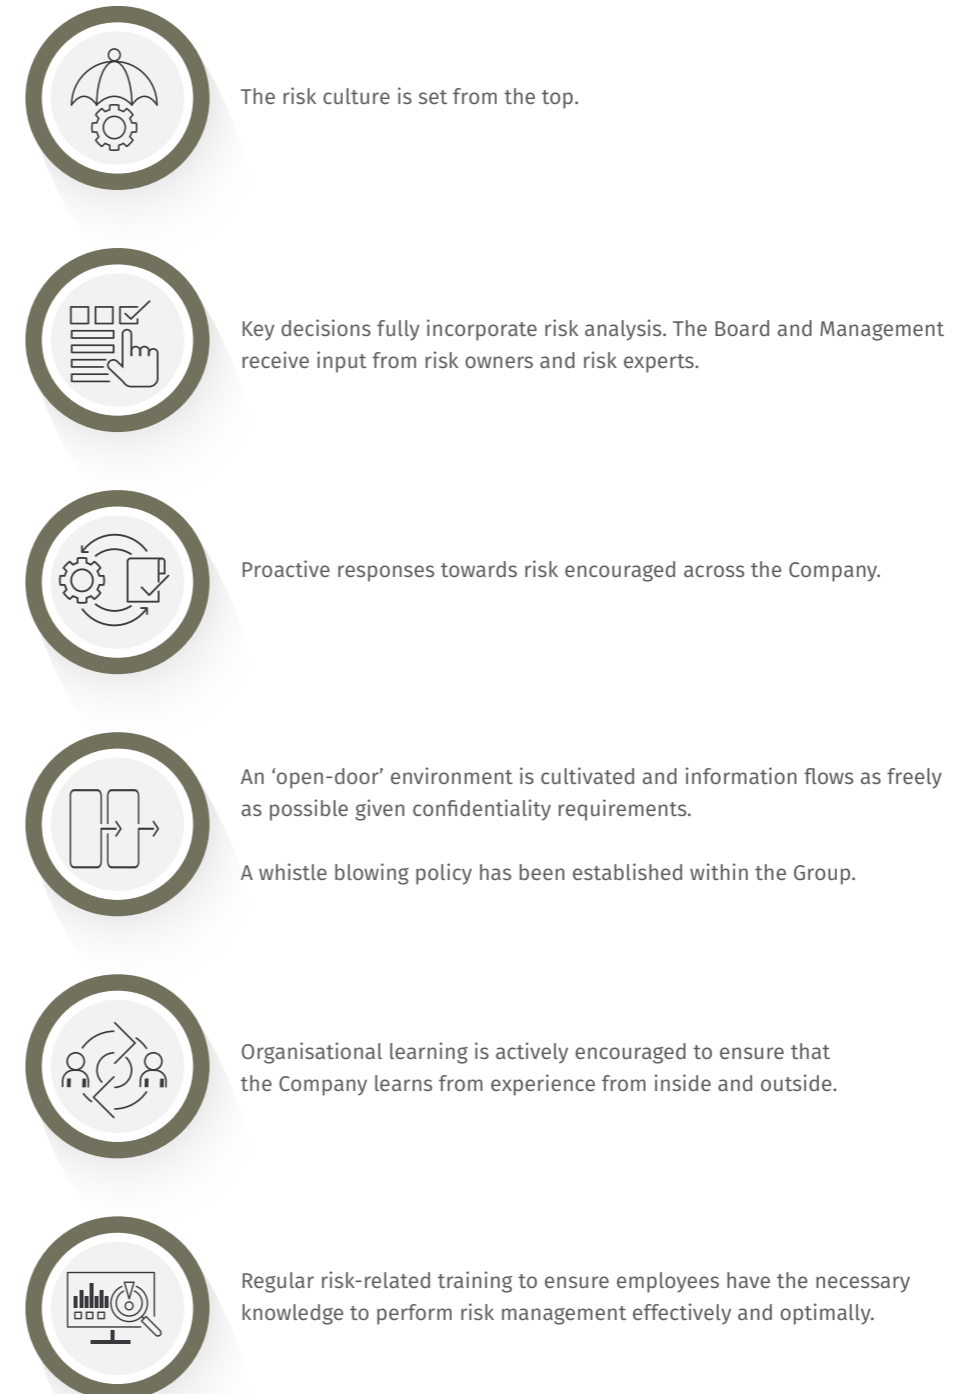 The risk culture is set from the top.
Key decisions fully incorporate risk analysis. The Board and Management
receive input from risk owners and risk experts.
Proactive responses towards risk encouraged across the Company.
An ‘open-door’ environment is cultivated and information flows as freely
as possible given confidentiality requirements.
A whistle blowing policy has been established within the Group.
Organisational learning is actively encouraged to ensure that
the Company learns from experience from inside and outside.
Regular risk-related training to ensure employees have the necessary
knowledge to perform risk management effectively and optimally.